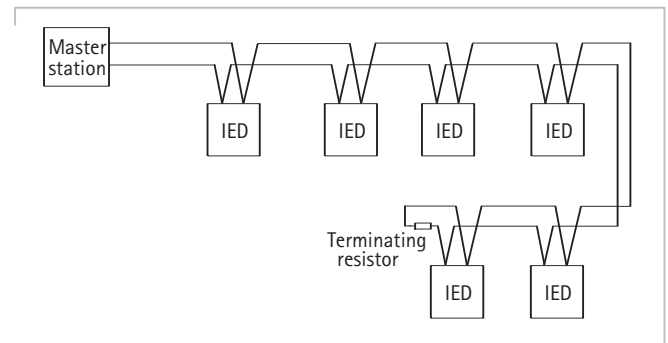 Master
station
IED
IED
IED
IED
Terminating
resistor
IED
IED